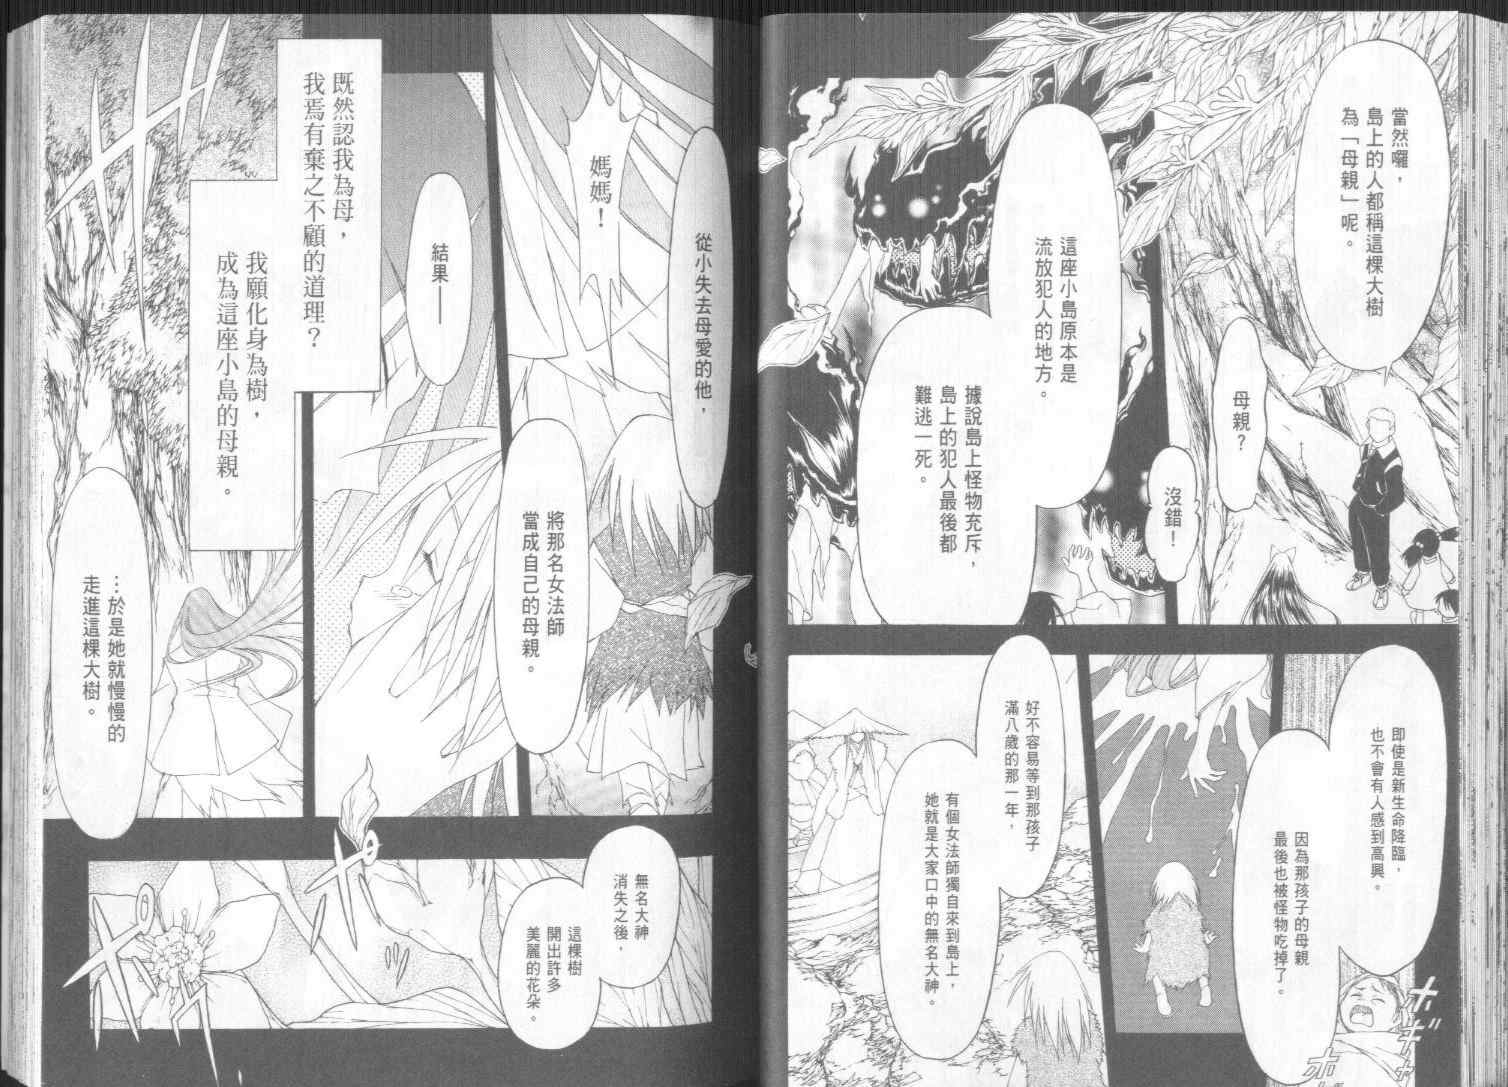 當然囉，
島上的人都稱這棵大樹
為「母親」呢。
母親？
沒錯！
這座小島原本是
流放犯人的地方。
據說島上怪物充斥，
島上的犯人最後都
難逃一死。
即使是新生命降臨，
也不會有人感到高興。
因為那孩子的母親
最後也被怪物吃掉了。
ホギャ
ホギャ
好不容易等到那孩子
滿八歲的那一年，
有個女法師獨自來到島上，
她就是大家口中的無名大神。
從小失去母愛的他，
媽媽！
將那名女法師
當成自己的母親。
結果──
既然認我為母，
我焉有棄之不顧的道理？
我願化身為樹，
成為這座小島的母親。
…於是她就慢慢的
走進這棵大樹。
無名大神
消失之後，
這棵樹
開出許多
美麗的花朵。